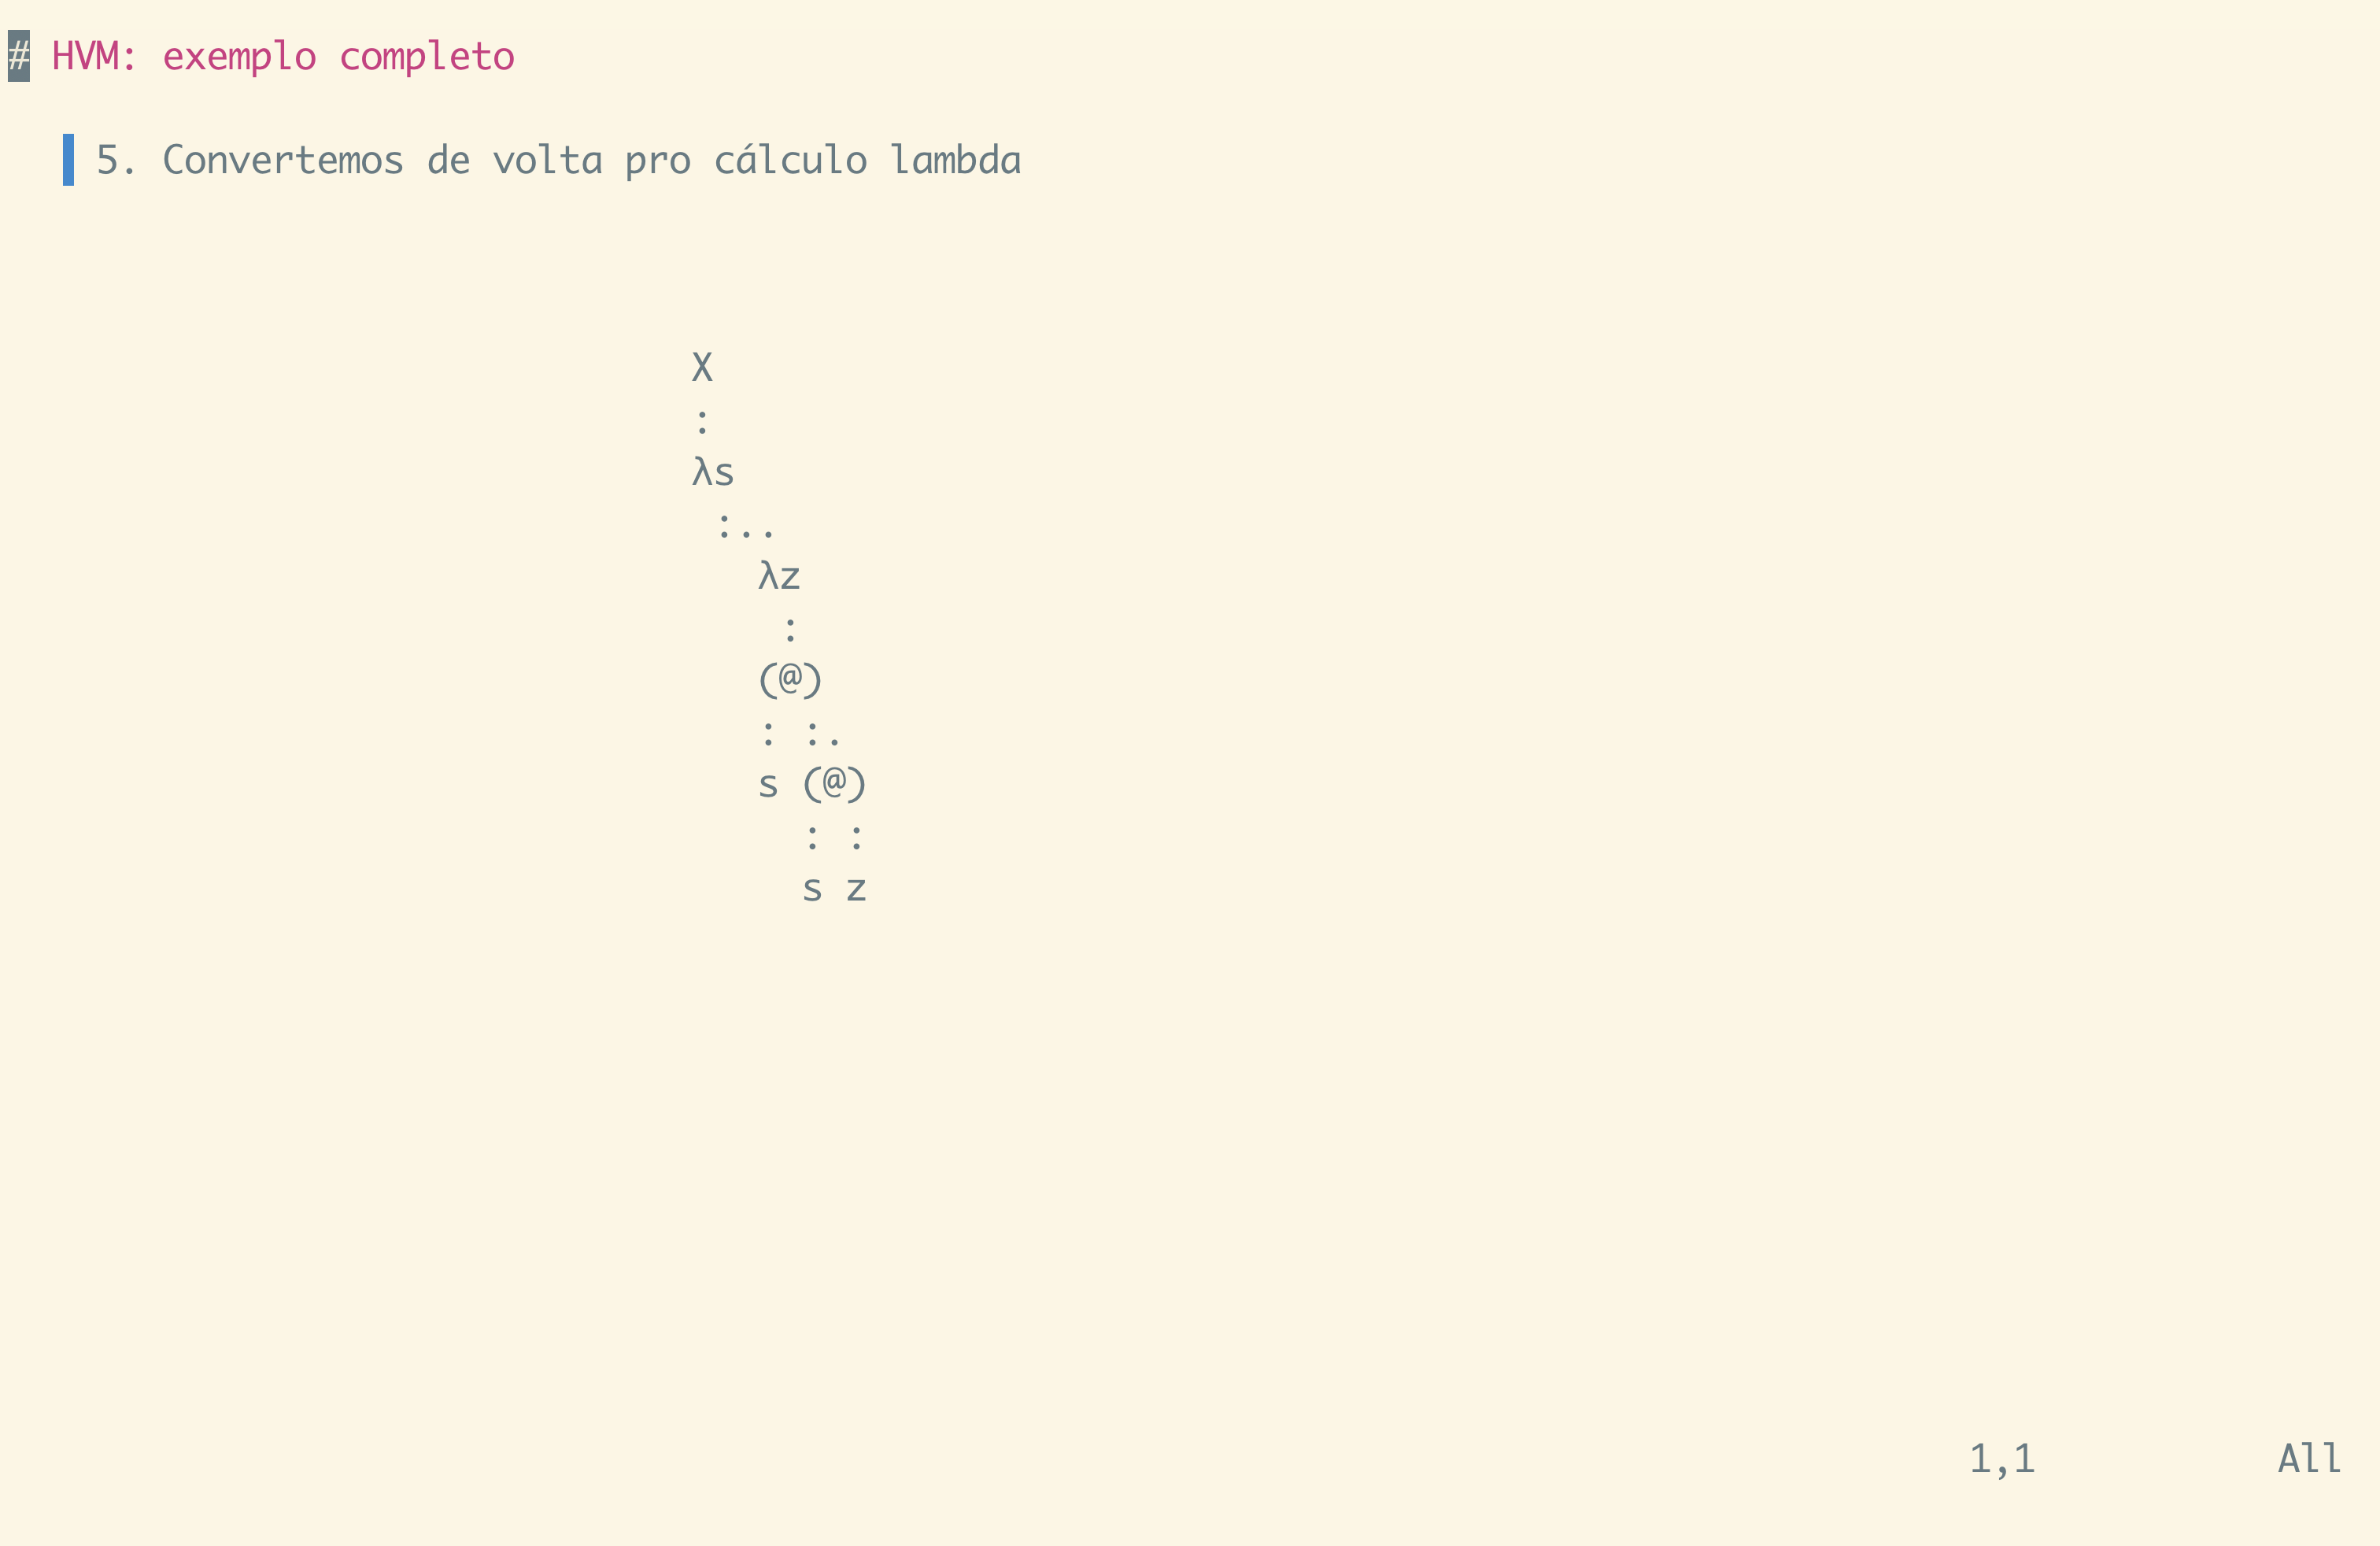 # HVM: exemplo completo
5. Convertemos de volta pro cálculo lambda
X
:
λs
:..
λz
:
(@)
: :.
s (@)
: :
s z
1,1 All